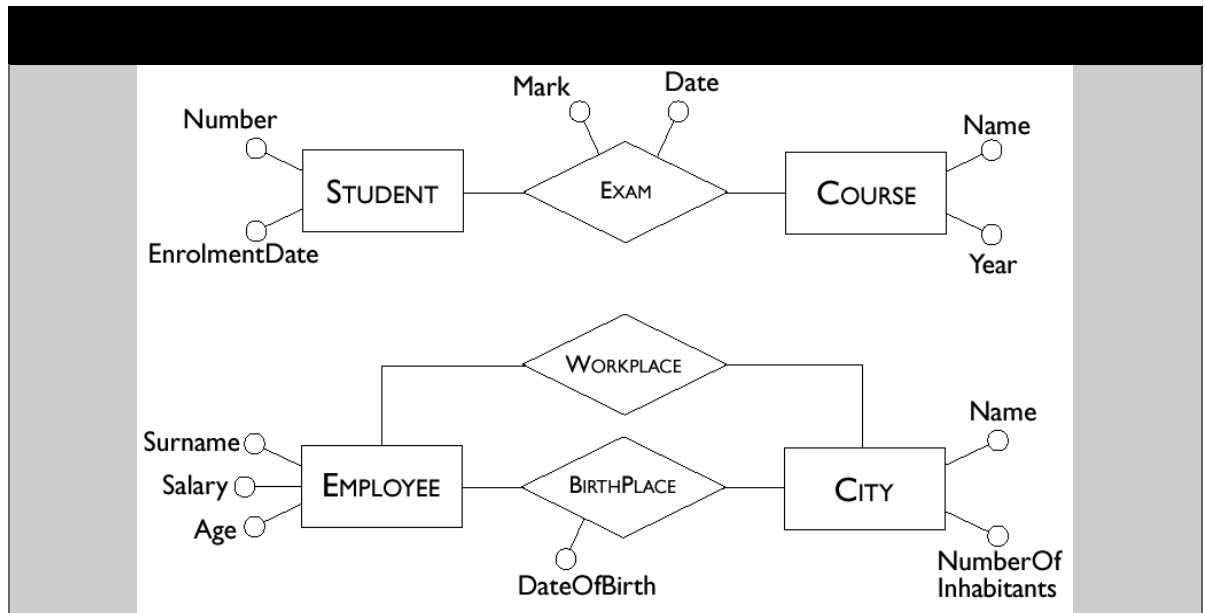 Mark
Date
Number
Name
STUDENT
EXAM
COURSE
EnrolmentDate
Year
WORKPLACE
Name
Surname
Salary
EMPLOYEE
BIRTHPLACE
CITY
Age
DateOfBirth
NumberOf
Inhabitants